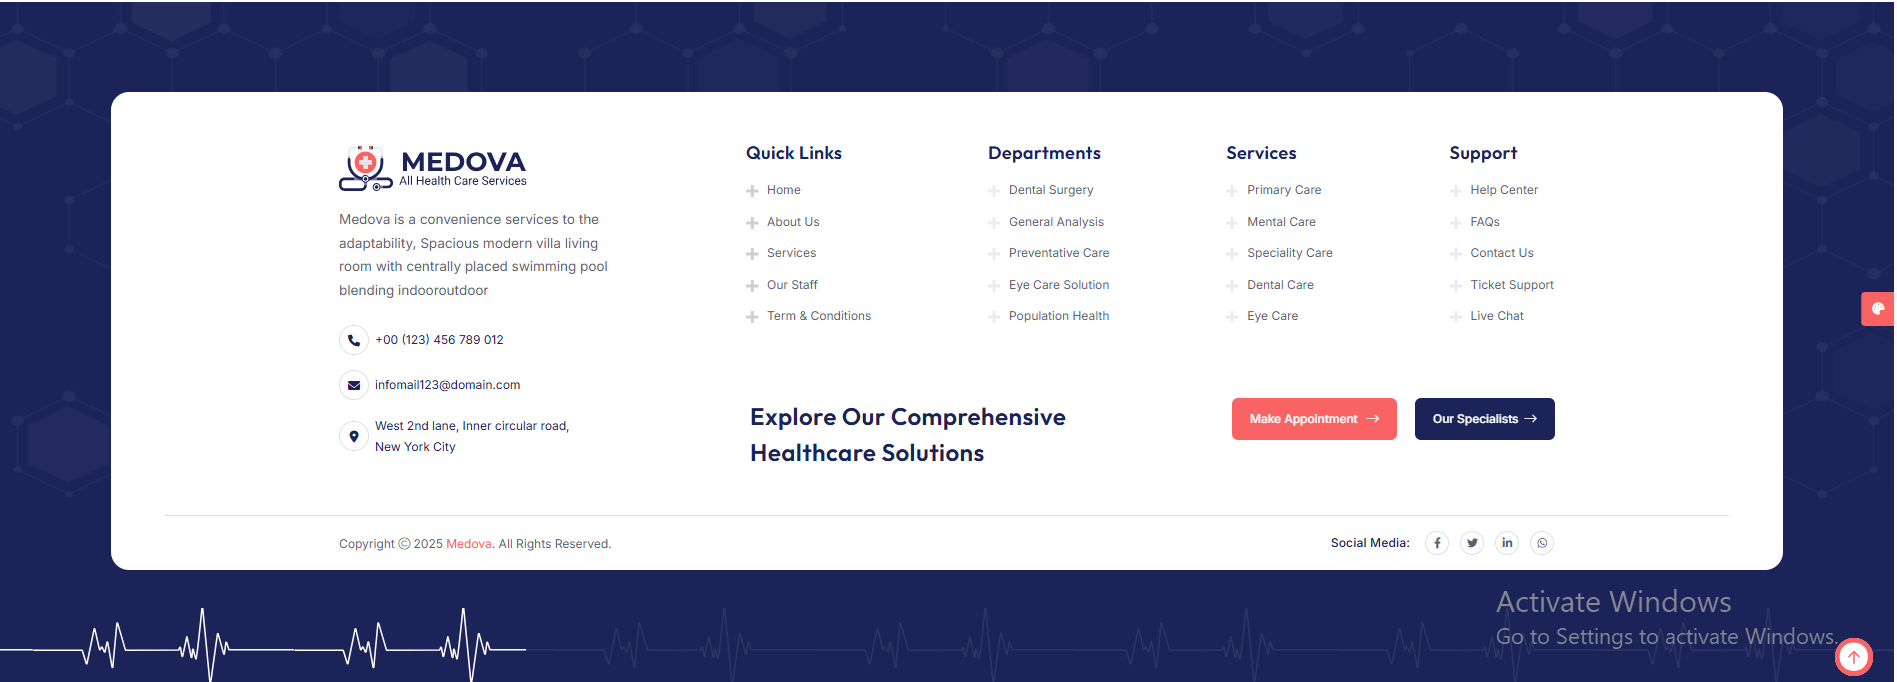 MEDOVA
All Health Care Services
Medova is a convenience services to the
adaptability, Spacious modern villa living
room with centrally placed swimming pool
blending indooroutdoor
+00 (123) 456 789 012
infomail123@domain.com
West 2nd lane, Inner circular road,
New York City
Quick Links
Home
About Us
Services
Our Staff
Term & Conditions
Departments
Dental Surgery
General Analysis
Preventative Care
Eye Care Solution
Population Health
Services
Primary Care
Mental Care
Speciality Care
Dental Care
Eye Care
Support
Help Center
FAQs
Contact Us
Ticket Support
Live Chat
Explore Our Comprehensive
Healthcare Solutions
Make Appointment →
Our Specialists →
Copyright © 2025 Medova. All Rights Reserved.
Social Media:
Activate Windows
Go to Settings to activate Windows.